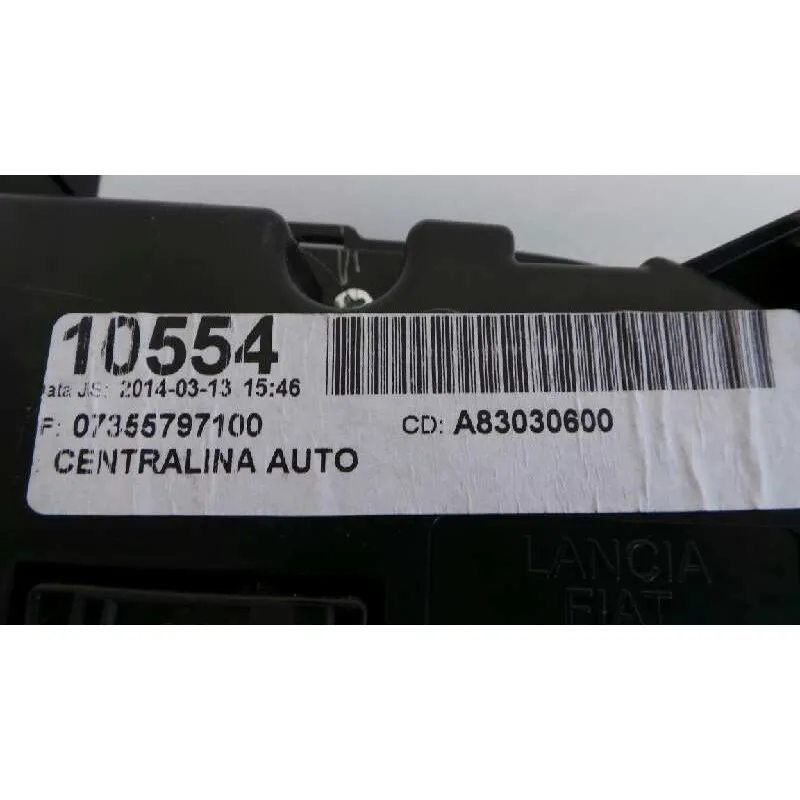 10554
Data JS: 2014-03-13 15:46
F: 07355797100 CD: A83030600
CENTRALINA AUTO
LANCIA
FIAT